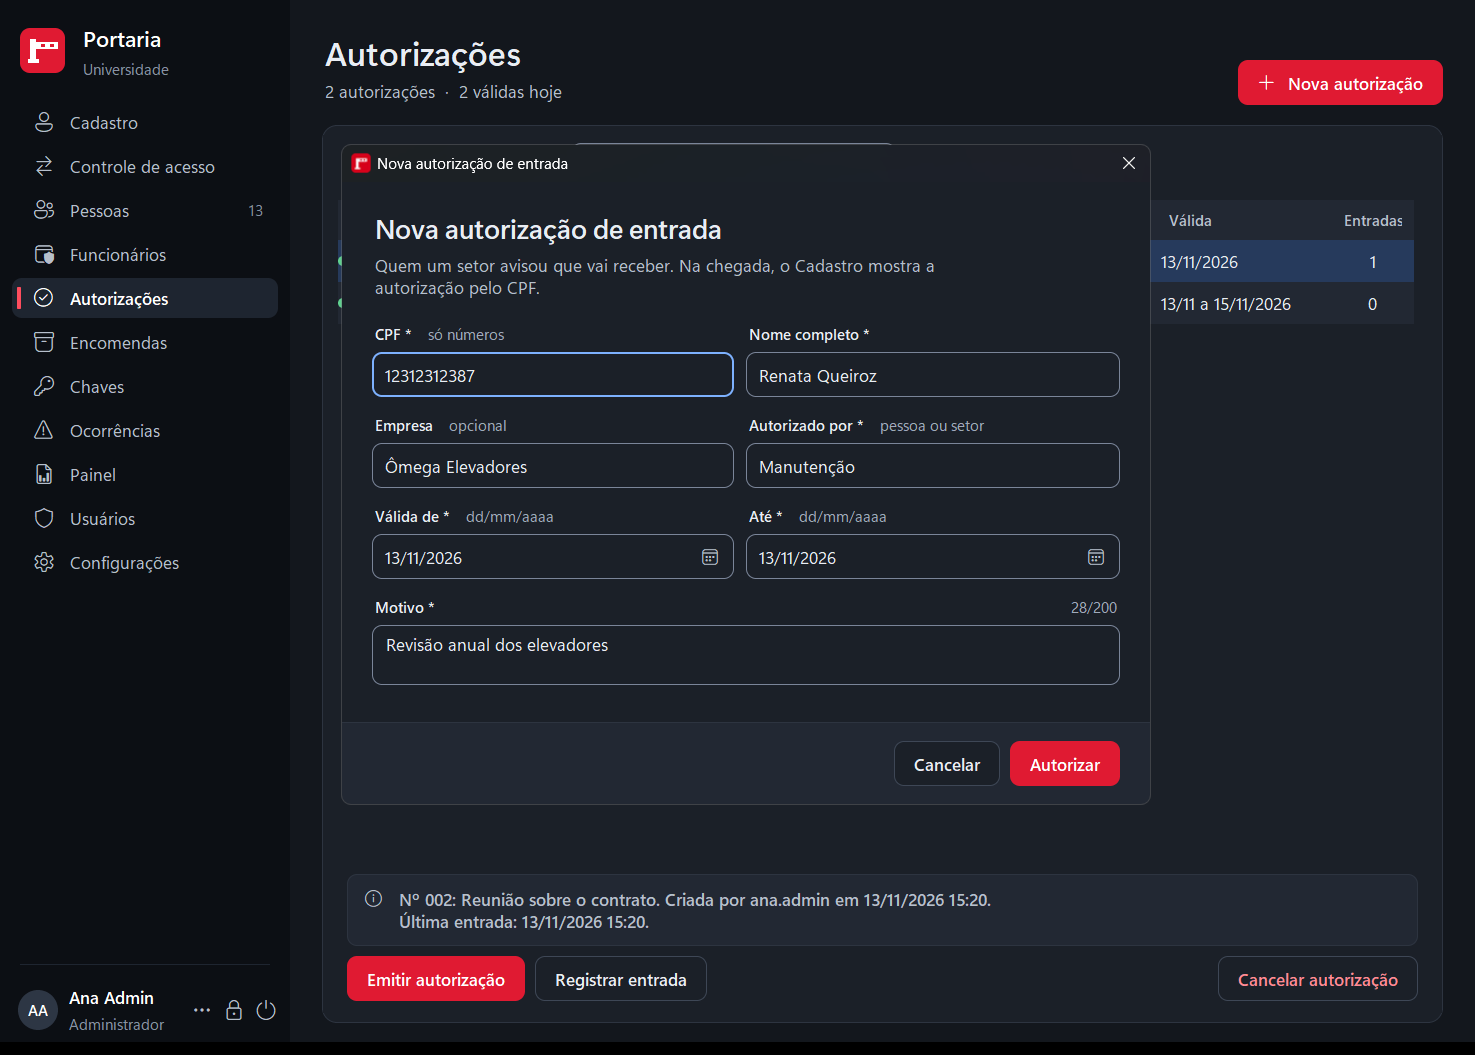 Portaria
Universidade
Cadastro
Controle de acesso
Pessoas 13
Funcionários
Autorizações
Encomendas
Chaves
Ocorrências
Painel
Usuários
Configurações
AA
Ana Admin
Administrador
Autorizações
2 autorizações · 2 válidas hoje
+ Nova autorização
Válida Entradas
13/11/2026 1
13/11 a 15/11/2026 0
Nova autorização de entrada
Nova autorização de entrada
Quem um setor avisou que vai receber. Na chegada, o Cadastro mostra a
autorização pelo CPF.
CPF * só números
Nome completo *
12312312387
Renata Queiroz
Empresa opcional
Autorizado por * pessoa ou setor
Ômega Elevadores
Manutenção
Válida de * dd/mm/aaaa
Até * dd/mm/aaaa
13/11/2026
13/11/2026
Motivo * 28/200
Revisão anual dos elevadores
Cancelar
Autorizar
Nº 002: Reunião sobre o contrato. Criada por ana.admin em 13/11/2026 15:20.
Última entrada: 13/11/2026 15:20.
Emitir autorização
Registrar entrada
Cancelar autorização